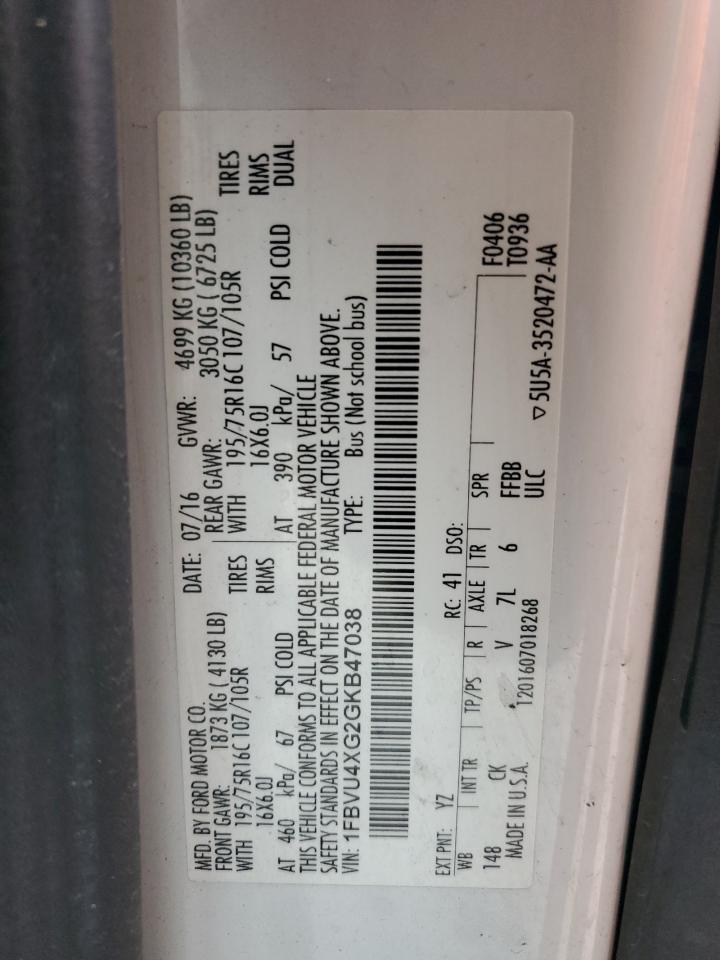 MFD. BY FORD MOTOR CO.
DATE: 07/16 GVWR: 4699 KG (10360 LB)
FRONT GAWR: 1873 KG ( 4130 LB) REAR GAWR: 3050 KG ( 6725 LB)
WITH 195/75R16C 107/105R TIRES WITH 195/75R16C 107/105R TIRES
16X6.0J RIMS 16X6.0J RIMS
AT 460 kPa/ 67 PSI COLD AT 390 kPa/ 57 PSI COLD DUAL
THIS VEHICLE CONFORMS TO ALL APPLICABLE FEDERAL MOTOR VEHICLE
SAFETY STANDARDS IN EFFECT ON THE DATE OF MANUFACTURE SHOWN ABOVE.
VIN: 1FBVU4XG2GKB47038 TYPE: Bus (Not school bus)
EXT PNT: YZ RC: 41 DSO:
WB INT TR TP/PS R AXLE TR SPR
148 CK V 7L 6 FFBB F0406
MADE IN U.S.A. *1201607018268 ULC T0936
▽ 5U5A-3520472-AA